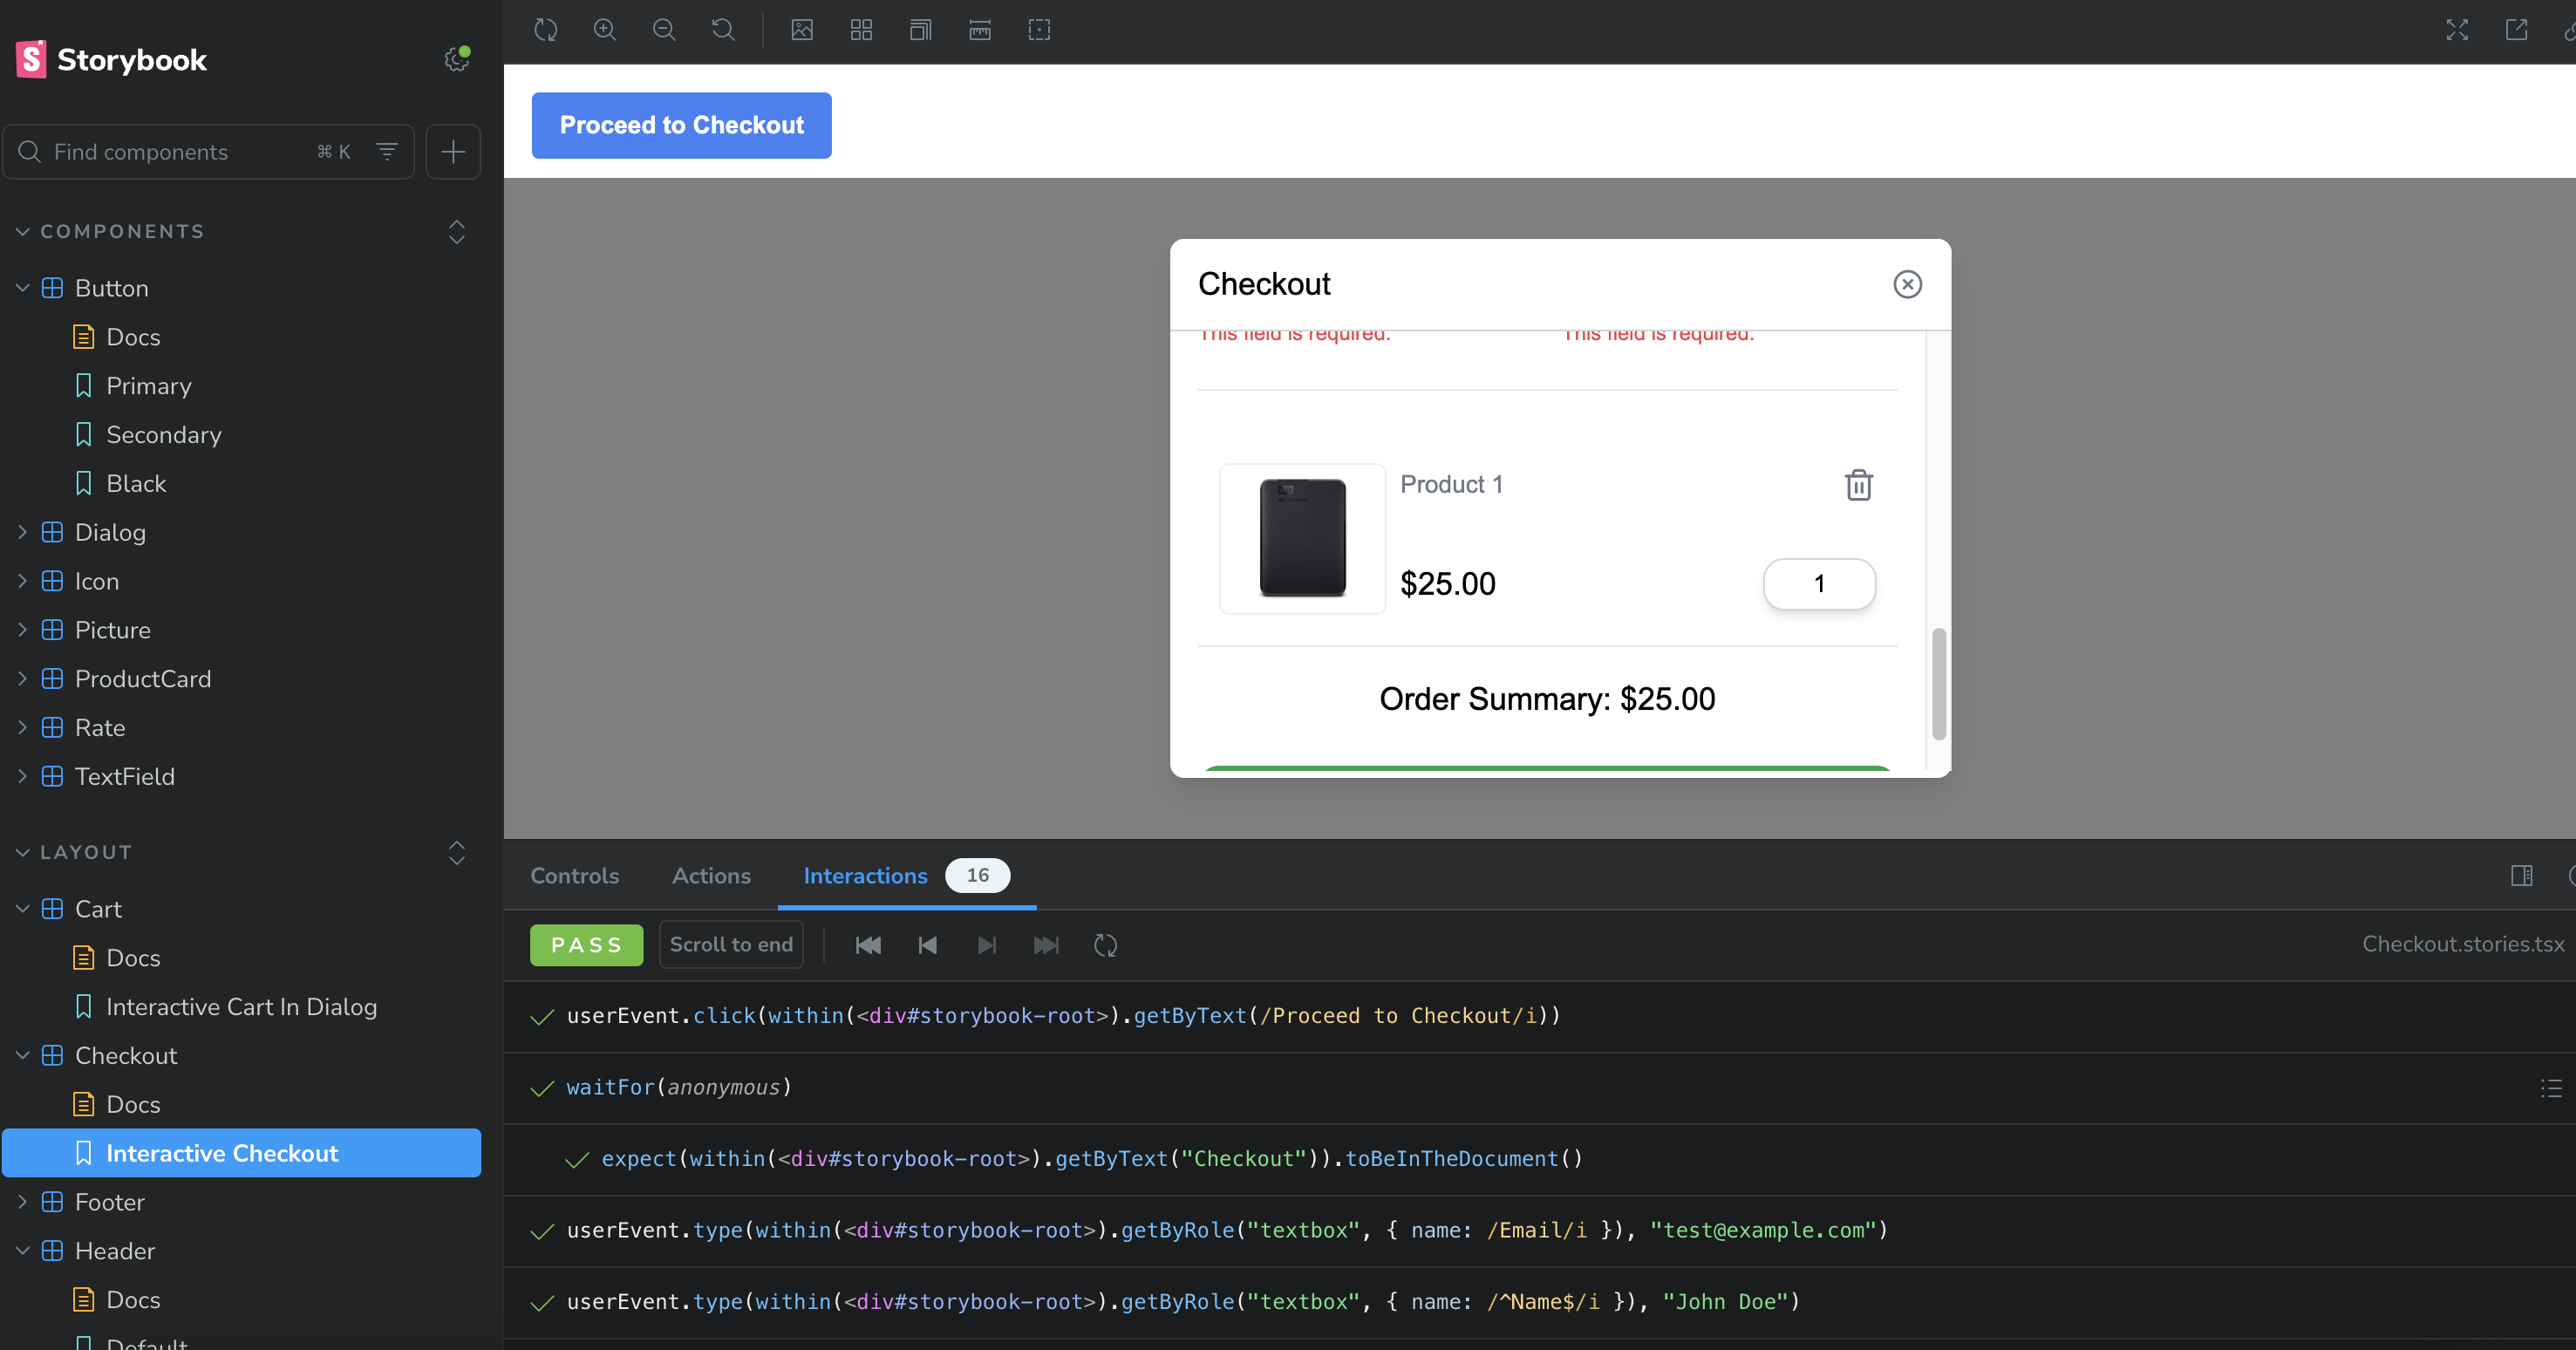 Storybook
Find components
⌘ K
COMPONENTS
Button
Docs
Primary
Secondary
Black
Dialog
Icon
Picture
ProductCard
Rate
TextField
LAYOUT
Cart
Docs
Interactive Cart In Dialog
Checkout
Docs
Interactive Checkout
Footer
Header
Docs
Default
Proceed to Checkout
Checkout
This field is required. This field is required.
Product 1
$25.00 1
Order Summary: $25.00
Controls Actions Interactions 16
PASS Scroll to end Checkout.stories.tsx
userEvent.click(within(<div#storybook-root>).getByText(/Proceed to Checkout/i))
waitFor(anonymous)
expect(within(<div#storybook-root>).getByText("Checkout")).toBeInTheDocument()
userEvent.type(within(<div#storybook-root>).getByRole("textbox", { name: /Email/i }), "test@example.com")
userEvent.type(within(<div#storybook-root>).getByRole("textbox", { name: /^Name$/i }), "John Doe")